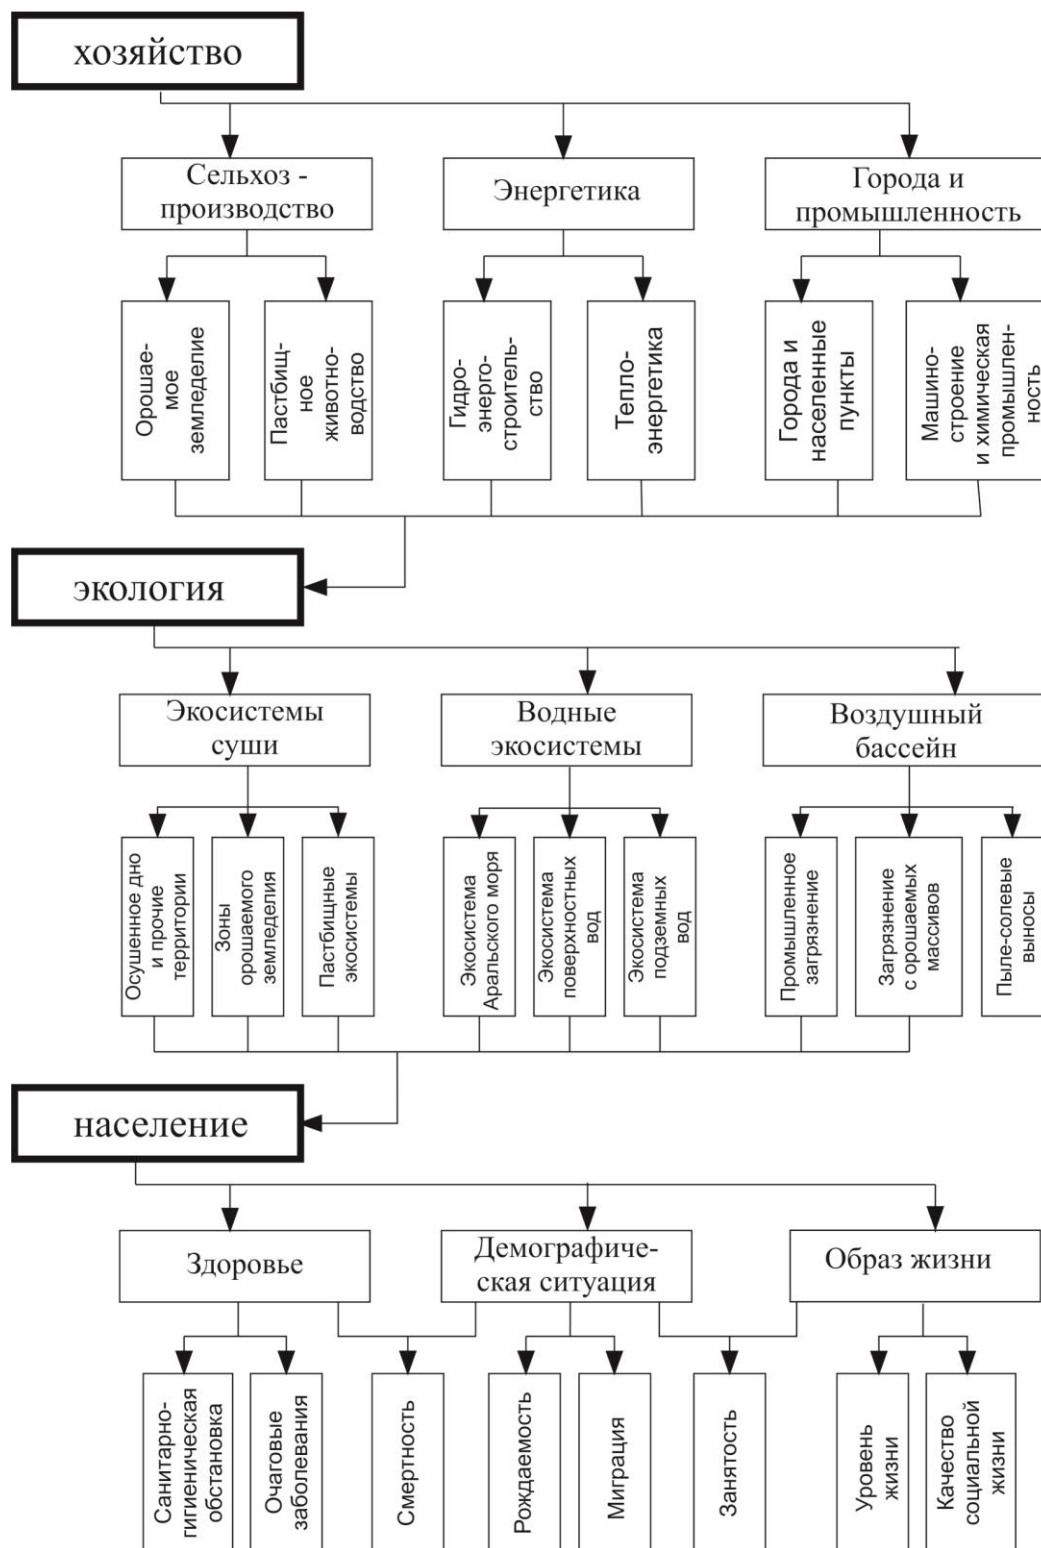 хозяйство
Сельхоз -
производство
Энергетика
Города и
промышленность
Орошае-
мое
земледелие
Пастбищ-
ное
животно-
водство
Гидро-
энерго-
строитель-
ство
Тепло-
энергетика
Города и
населенные
пункты
Машино-
строение
и химическая
промышлен-
ность
экология
Экосистемы
суши
Водные
экосистемы
Воздушный
бассейн
Осушенное дно
и прочие
территории
Зоны
орошаемого
земледелия
Пастбищные
экосистемы
Экосистема
Аральского моря
Экосистема
поверхностных
вод
Экосистема
подземных
вод
Промышленное
загрязнение
Загрязнение
с орошаемых
массивов
Пыле-солевые
выносы
население
Здоровье
Демографиче-
ская ситуация
Образ жизни
Санитарно-
гигиеническая
обстановка
Очаговые
заболевания
Смертность
Рождаемость
Миграция
Занятость
Уровень
жизни
Качество
социальной
жизни